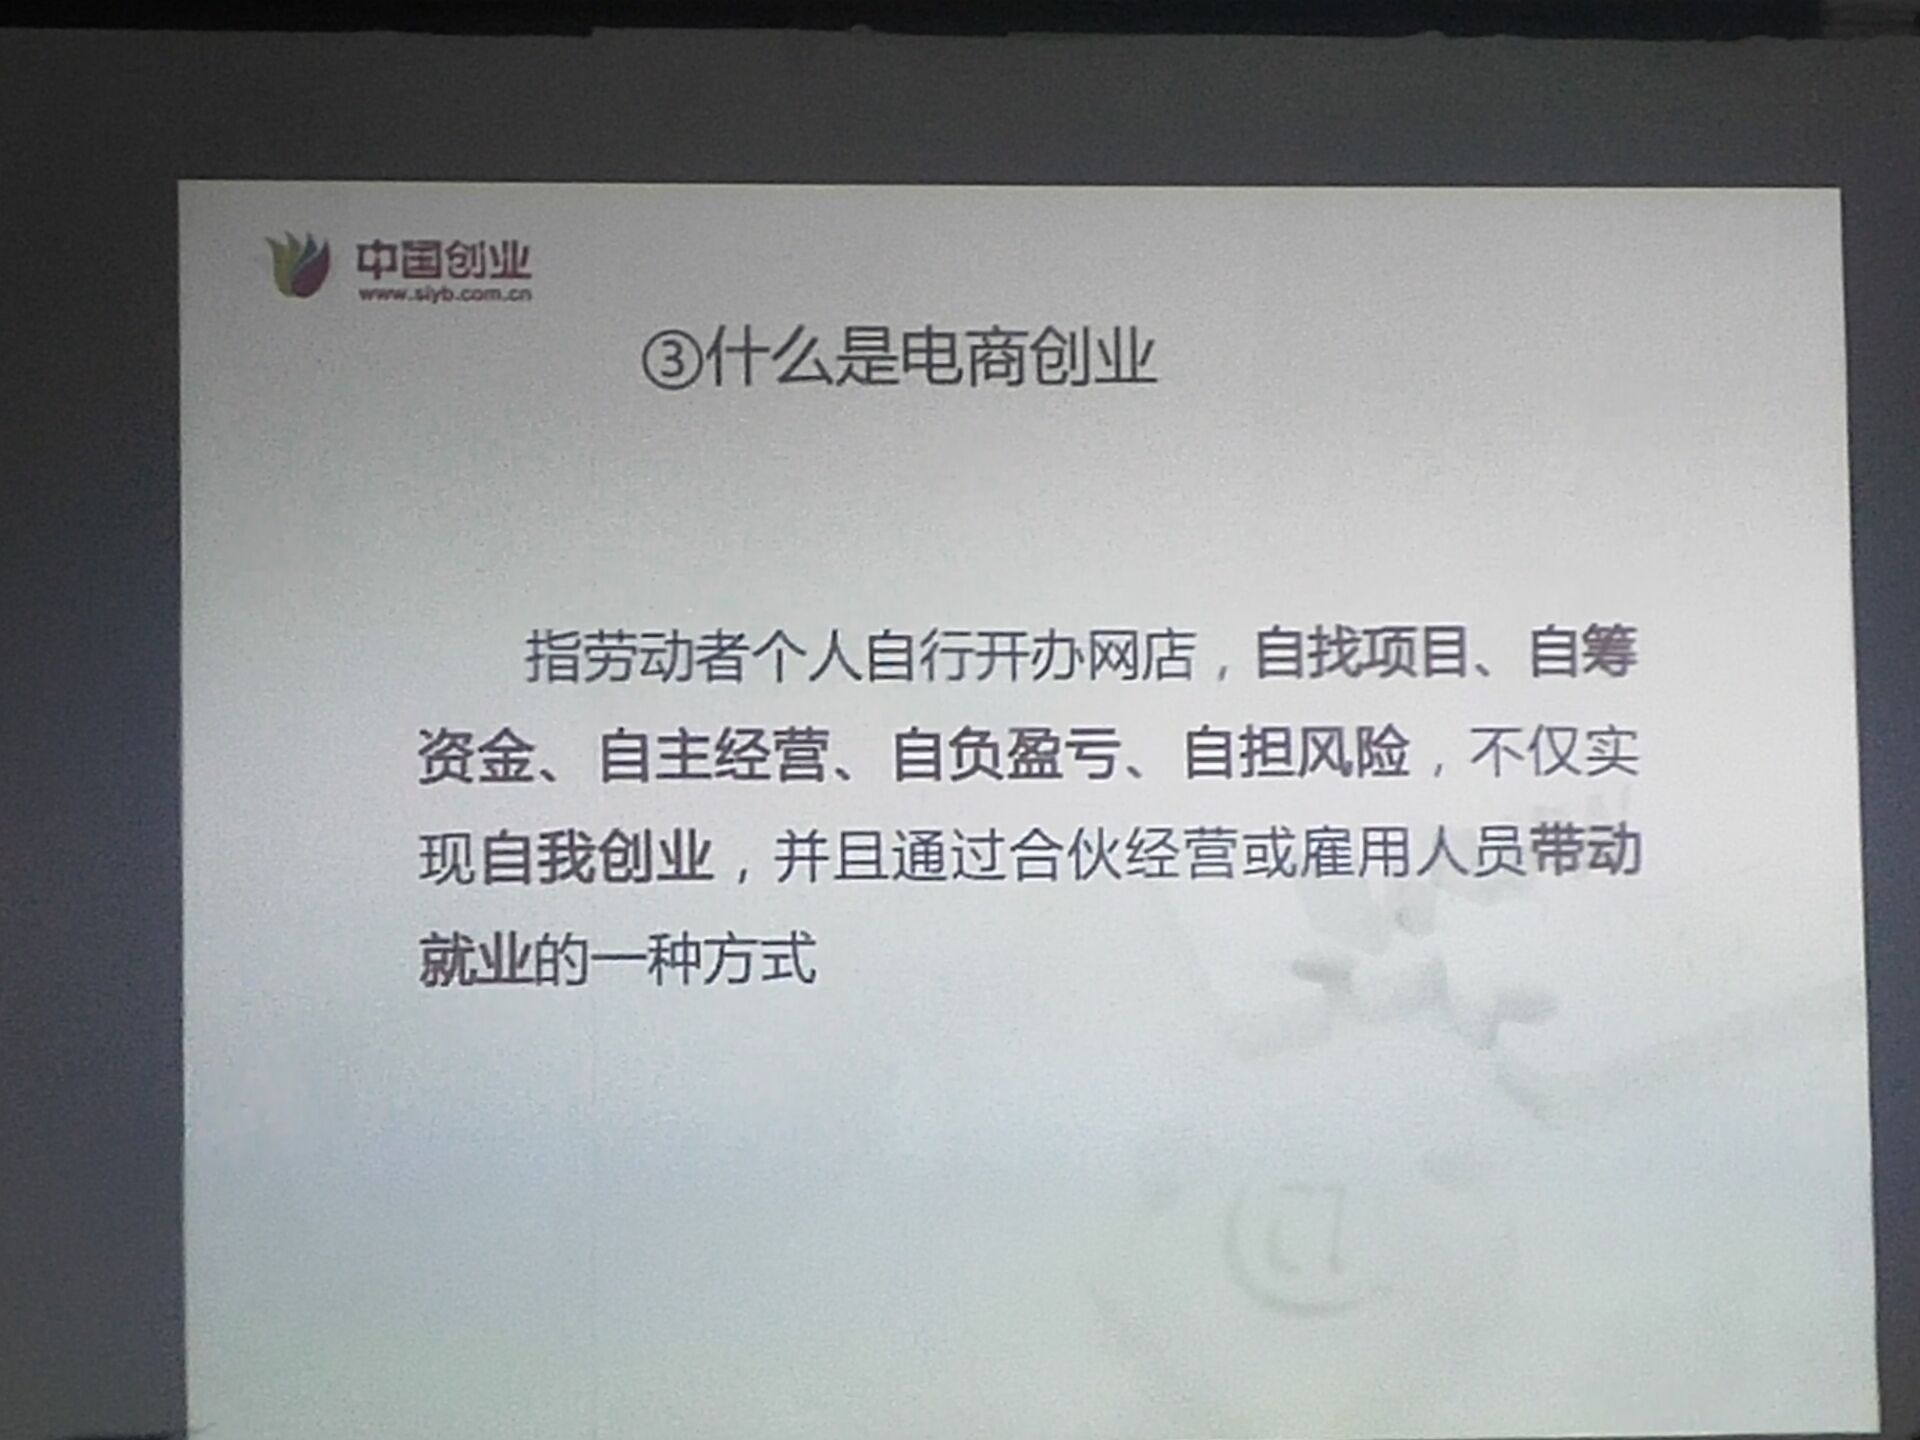 中国创业
www.siyb.com.cn
③什么是电商创业
指劳动者个人自行开办网店，自找项目、自筹
资金、自主经营、自负盈亏、自担风险，不仅实
现自我创业，并且通过合伙经营或雇用人员带动
就业的一种方式